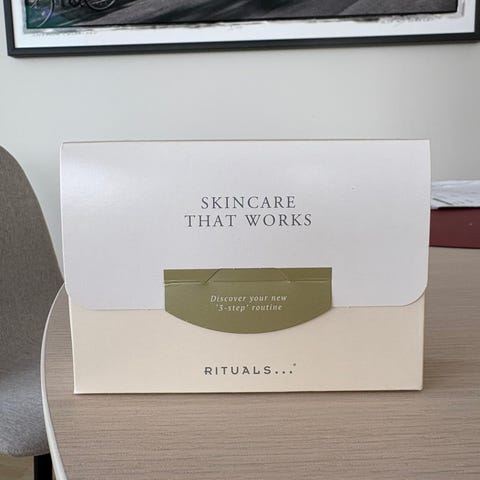 SKINCARE
THAT WORKS
Discover your new
'3-step' routine
RITUALS...®